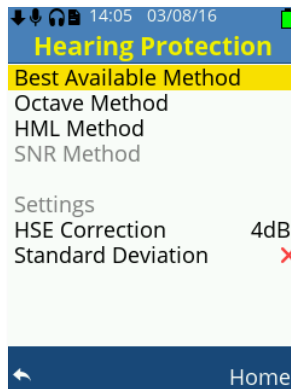 14:05 03/08/16
Hearing Protection
Best Available Method
Octave Method
HML Method
SNR Method
Settings
HSE Correction 4dB
Standard Deviation
Home